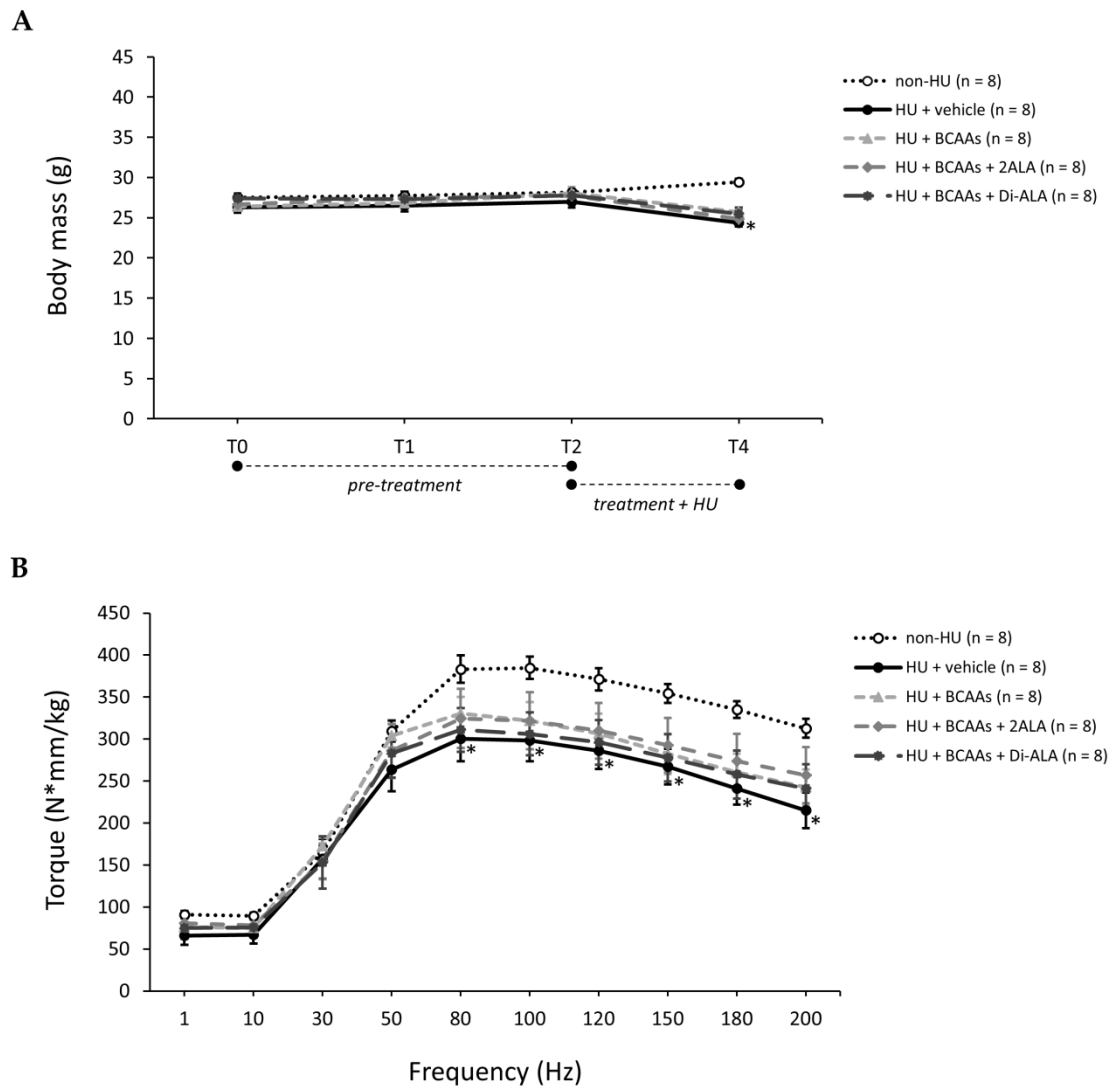 A
45
40
35
30
25
20
15
10
5
0
Body mass (g)
T0 T1 T2 T4
pre-treatment
treatment + HU
*
non-HU (n = 8)
HU + vehicle (n = 8)
HU + BCAAs (n = 8)
HU + BCAAs + 2ALA (n = 8)
HU + BCAAs + Di-ALA (n = 8)
B
450
400
350
300
250
200
150
100
50
0
Torque (N*mm/kg)
* * * * * *
1 10 30 50 80 100 120 150 180 200
Frequency (Hz)
non-HU (n = 8)
HU + vehicle (n = 8)
HU + BCAAs (n = 8)
HU + BCAAs + 2ALA (n = 8)
HU + BCAAs + Di-ALA (n = 8)